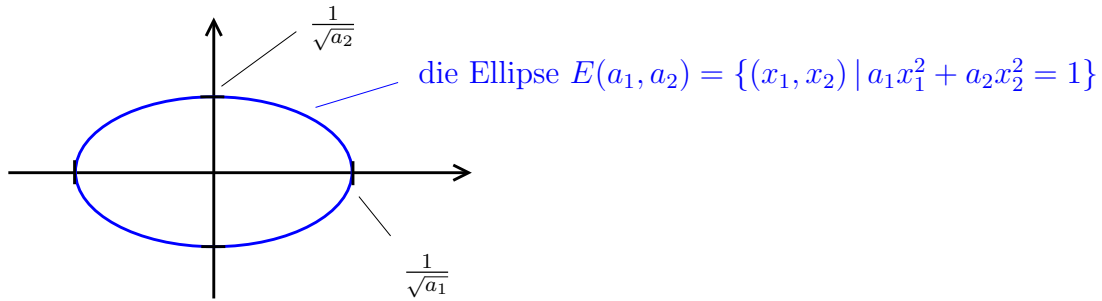 1/√a₂
die Ellipse E(a₁, a₂) = {(x₁, x₂) | a₁x₁² + a₂x₂² = 1}
1/√a₁